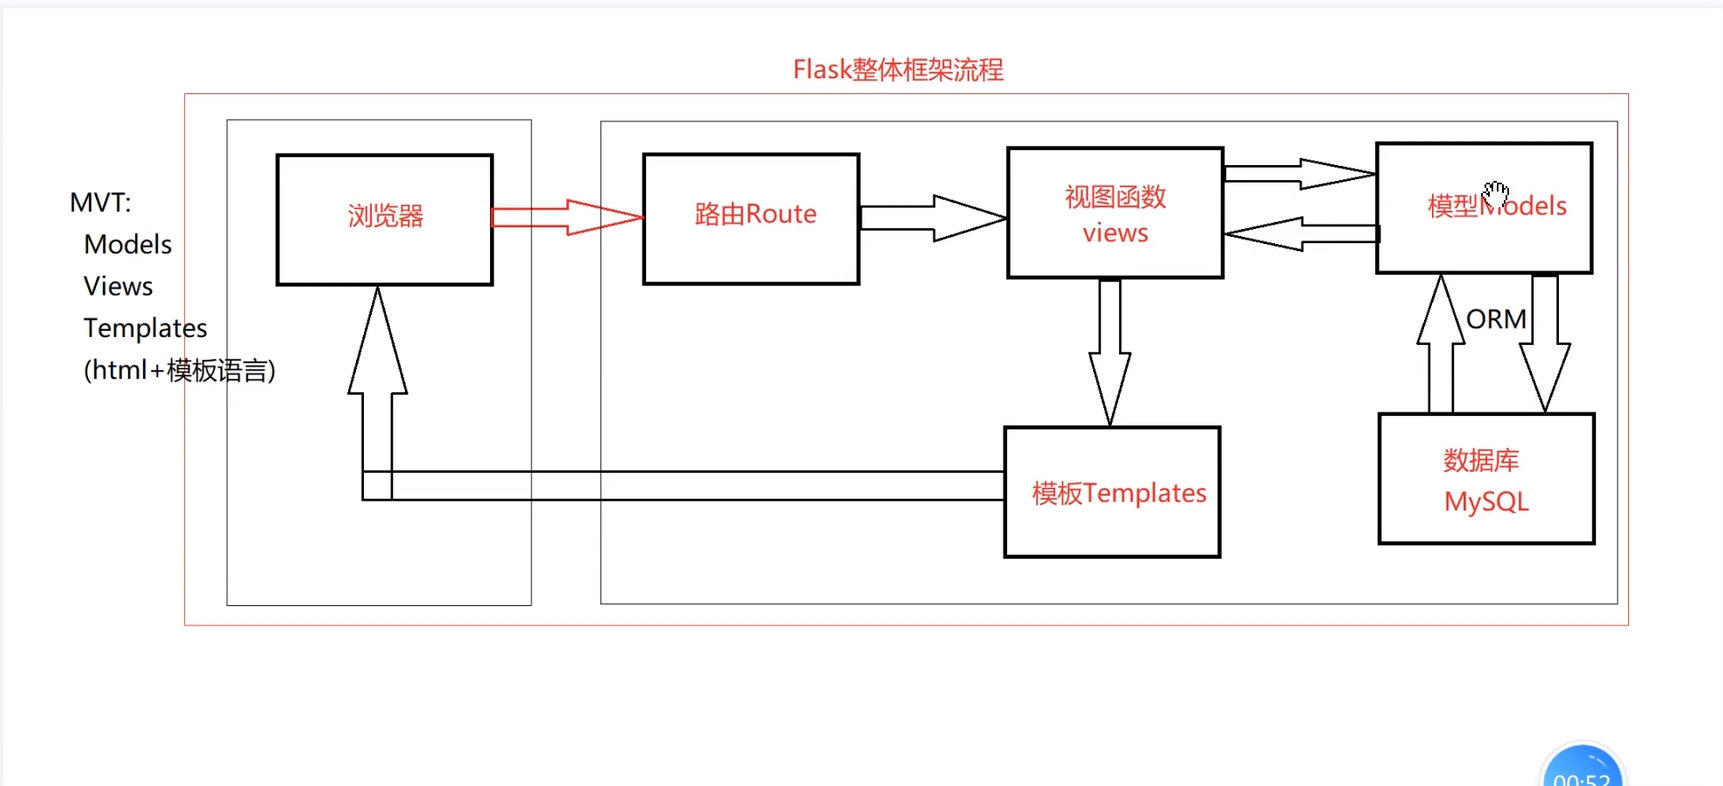 Flask整体框架流程
MVT:
Models
Views
Templates
(html+模板语言)
浏览器
路由Route
视图函数
views
模型Models
ORM
模板Templates
数据库
MySQL
00:52